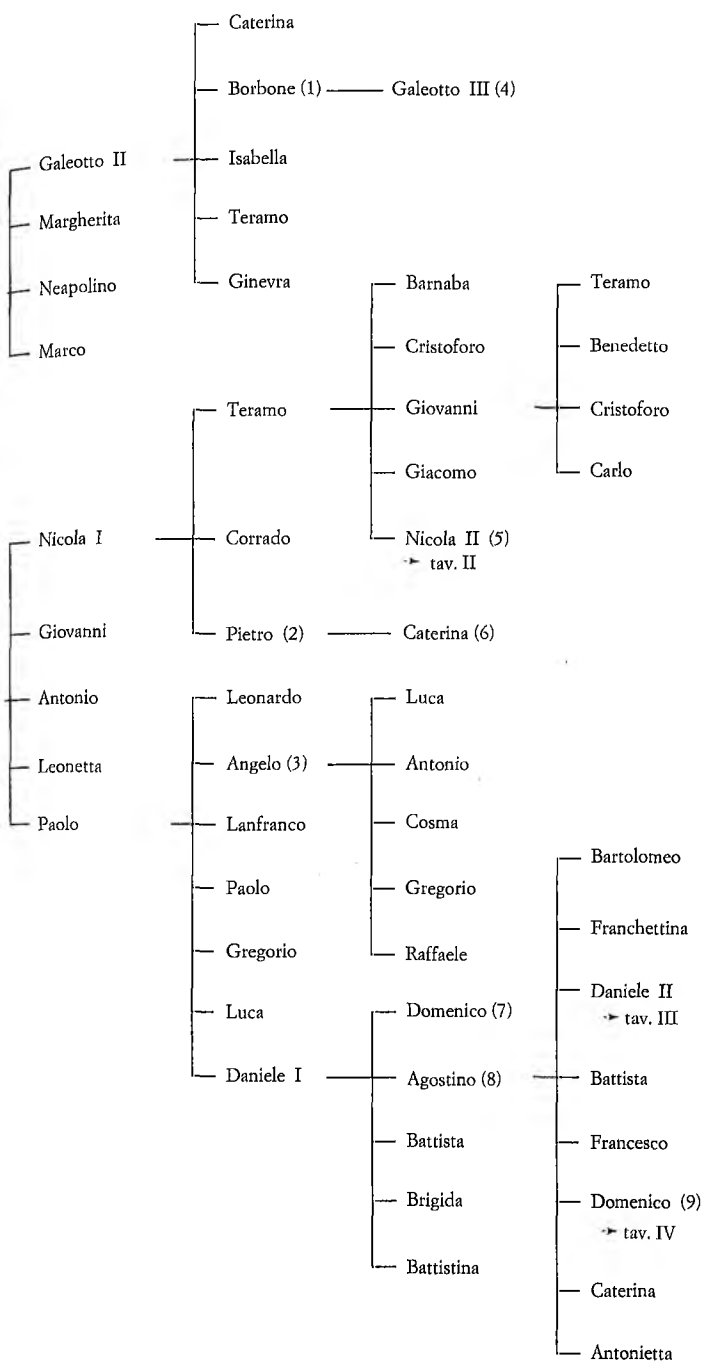 Caterina
Borbone (1)
Galeotto III (4)
Galeotto II
Isabella
Margherita
Teramo
Neapolino
Ginevra
Marco
Barnaba
Teramo
Cristoforo
Benedetto
Teramo
Giovanni
Cristoforo
Giacomo
Carlo
Nicola I
Corrado
Nicola II (5)
→ tav. II
Giovanni
Pietro (2)
Caterina (6)
Antonio
Leonardo
Luca
Leonetta
Angelo (3)
Antonio
Paolo
Lanfranco
Cosma
Bartolomeo
Paolo
Gregorio
Franchettina
Gregorio
Raffaele
Daniele II
→ tav. III
Luca
Domenico (7)
Daniele I
Agostino (8)
Battista
Battista
Francesco
Brigida
Domenico (9)
→ tav. IV
Battistina
Caterina
Antonietta